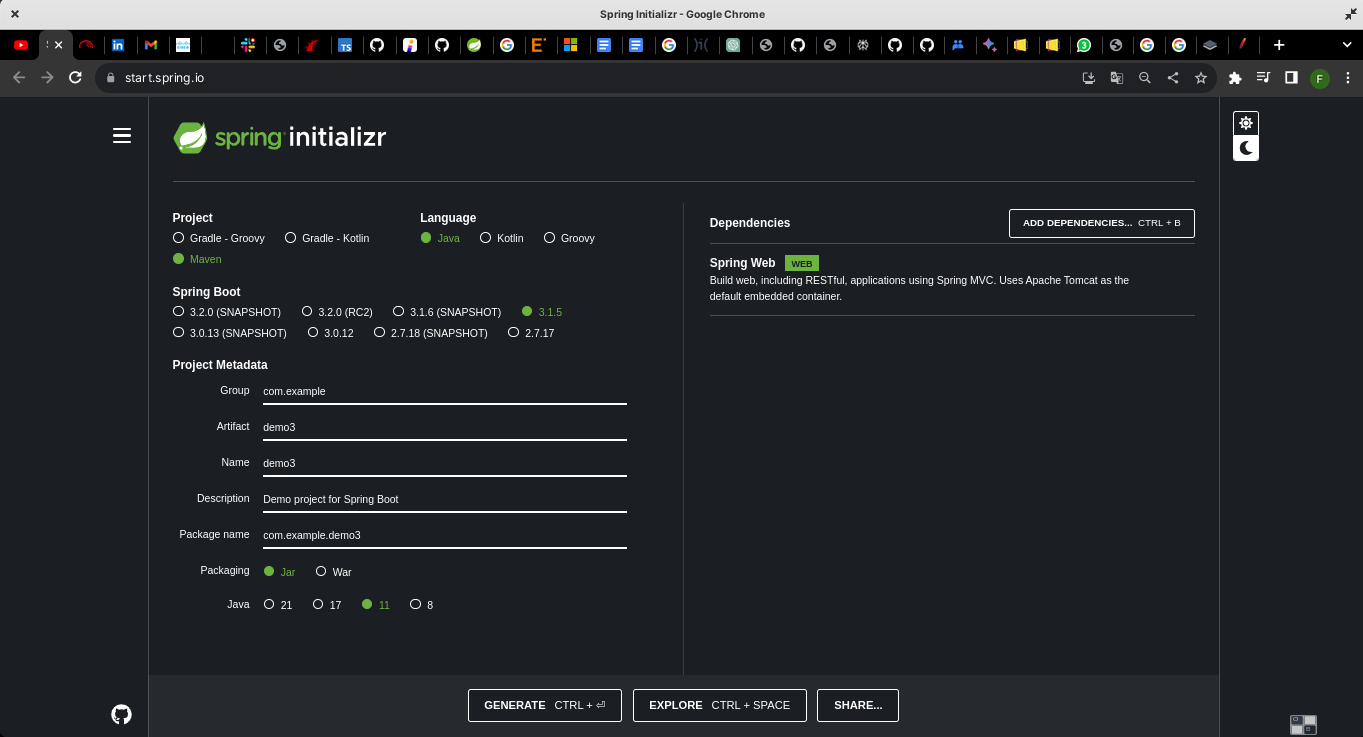 Spring Initializr - Google Chrome
start.spring.io
F
spring initializr
Project
Gradle - Groovy Gradle - Kotlin
Maven
Language
Java Kotlin Groovy
Spring Boot
3.2.0 (SNAPSHOT) 3.2.0 (RC2) 3.1.6 (SNAPSHOT) 3.1.5
3.0.13 (SNAPSHOT) 3.0.12 2.7.18 (SNAPSHOT) 2.7.17
Project Metadata
Group com.example
Artifact demo3
Name demo3
Description Demo project for Spring Boot
Package name com.example.demo3
Packaging Jar War
Java 21 17 11 8
Dependencies ADD DEPENDENCIES... CTRL + B
Spring Web WEB
Build web, including RESTful, applications using Spring MVC. Uses Apache Tomcat as the
default embedded container.
GENERATE CTRL + ⏎ EXPLORE CTRL + SPACE SHARE...